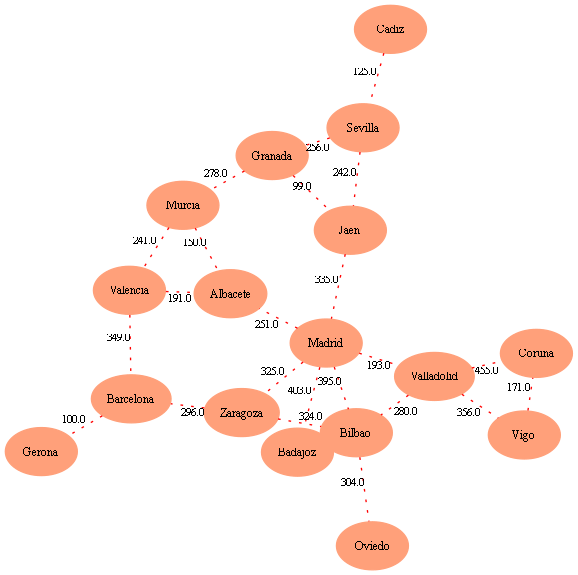 Cadiz
125.0
Sevilla
256.0
Granada
242.0
278.0
99.0
Murcia
Jaen
241.0
150.0
335.0
Valencia
191.0
Albacete
251.0
349.0
Madrid
193.0
Coruna
455.0
325.0
395.0
Valladolid
403.0
171.0
Barcelona
296.0
Zaragoza
324.0
280.0
356.0
100.0
Bilbao
Vigo
Gerona
Badajoz
304.0
Oviedo